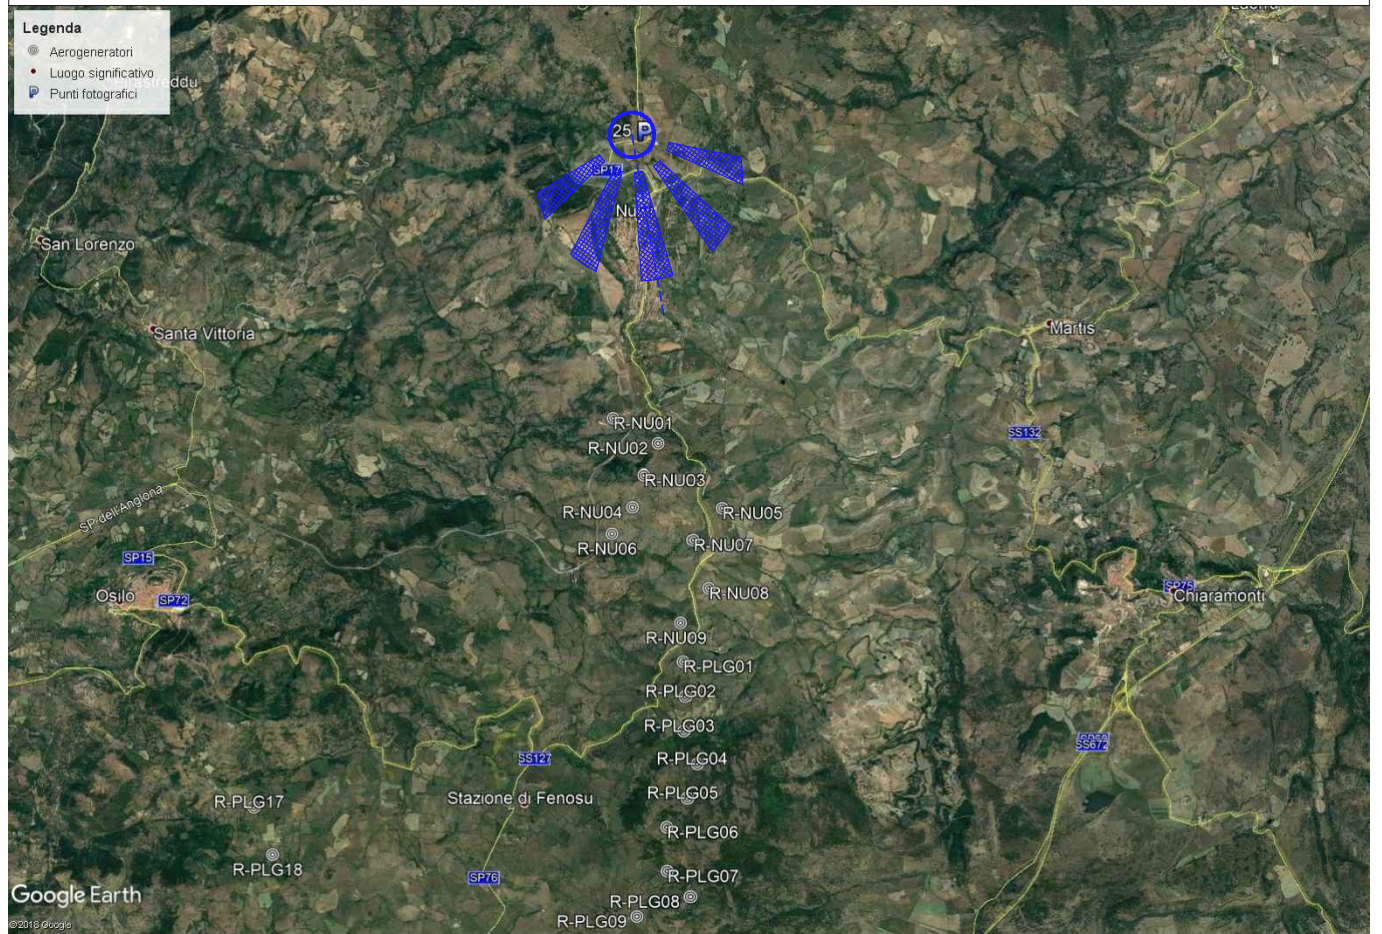 Legenda
Aerogeneratori
Luogo significativo
Punti fotografici
25 P
SP17
San Lorenzo
Santa Vittoria
Martis
R-NU01
SS132
R-NU02
R-NU03
SP dell'Anglona
R-NU04
R-NU05
R-NU06
R-NU07
SP15
Osilo
SP72
R-NU08
SP75
Chiaramonti
R-NU09
R-PLG01
R-PLG02
R-PLG03
SS672
R-PLG04
SS127
R-PLG05
Stazione di Fenosu
R-PLG17
R-PLG06
R-PLG18
R-PLG07
SP76
Google Earth
R-PLG08
R-PLG09
©2018 Google